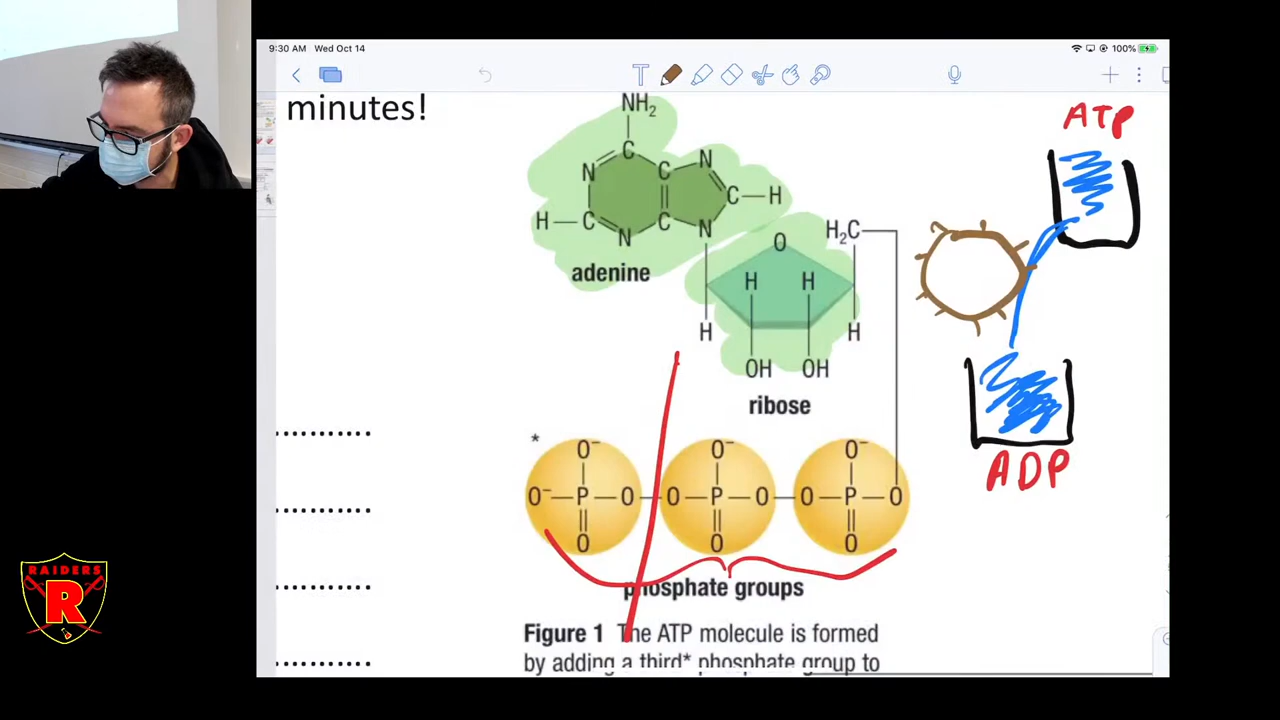 9:30 AM Wed Oct 14
100%
T
minutes!
NH₂
C
N
C
N
H
C
N
C
N
C
H
adenine
O
H₂C
H
H
H
H
OH
OH
ribose
ATP
ADP
*
O⁻
O⁻
O⁻
O⁻—P—O—O—P—O—O—P—O
O
O
O
phosphate groups
Figure 1 The ATP molecule is formed
by adding a third* phosphate group to
RAIDERS
R